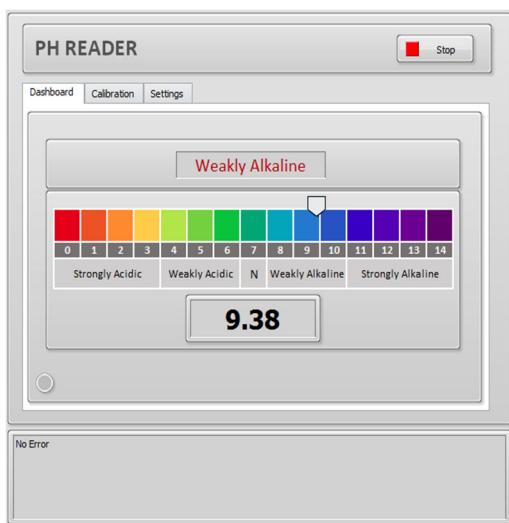 PH READER
Stop
Dashboard Calibration Settings
Weakly Alkaline
0 1 2 3 4 5 6 7 8 9 10 11 12 13 14
Strongly Acidic Weakly Acidic N Weakly Alkaline Strongly Alkaline
9.38
No Error